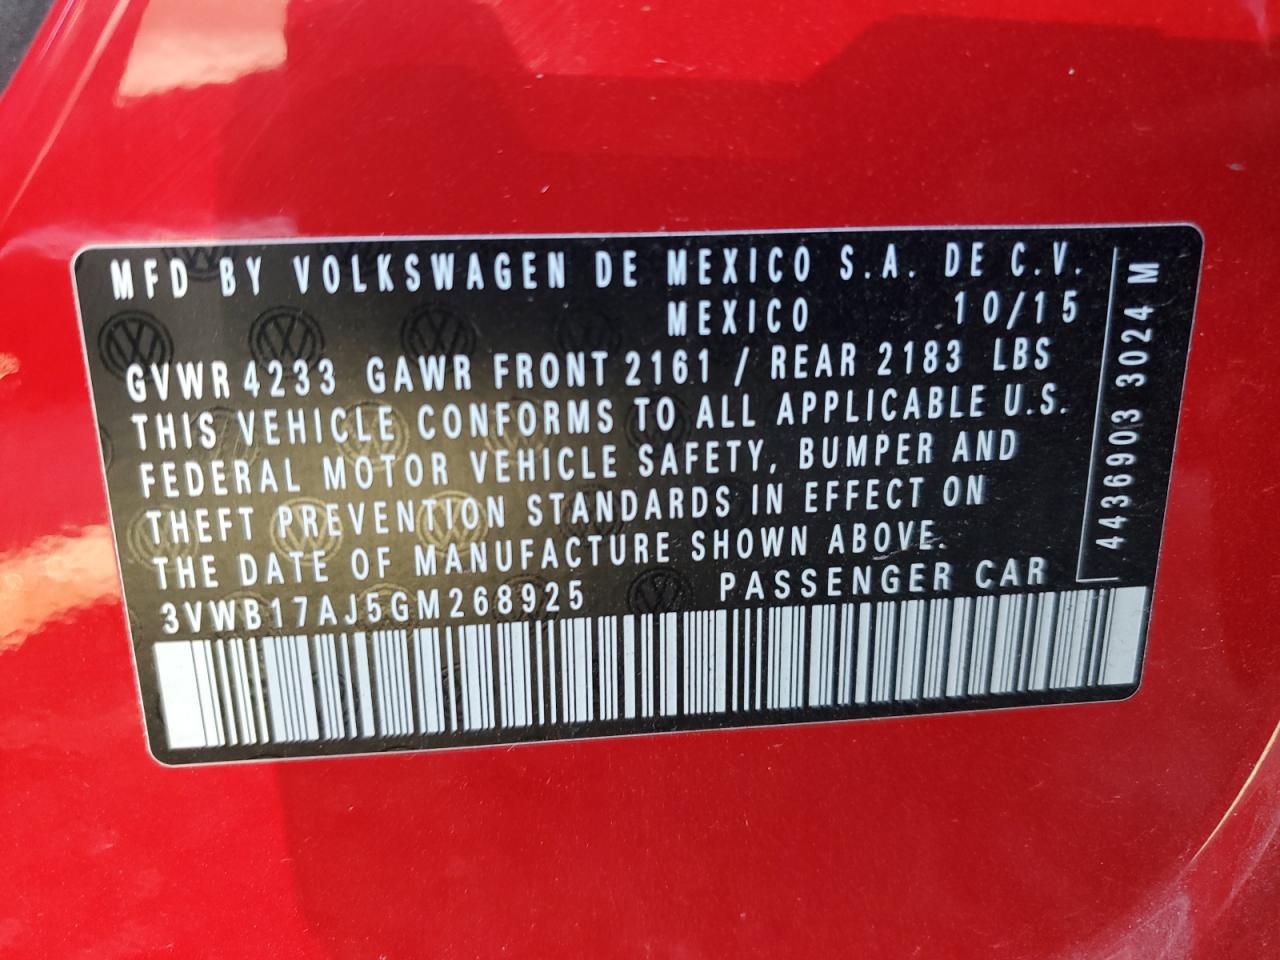 MFD BY VOLKSWAGEN DE MEXICO S.A. DE C.V.
MEXICO 10/15
GVWR 4233 GAWR FRONT 2161 / REAR 2183 LBS
THIS VEHICLE CONFORMS TO ALL APPLICABLE U.S.
FEDERAL MOTOR VEHICLE SAFETY, BUMPER AND
THEFT PREVENTION STANDARDS IN EFFECT ON
THE DATE OF MANUFACTURE SHOWN ABOVE.
3VWB17AJ5GM268925 PASSENGER CAR
4436903 3024 M